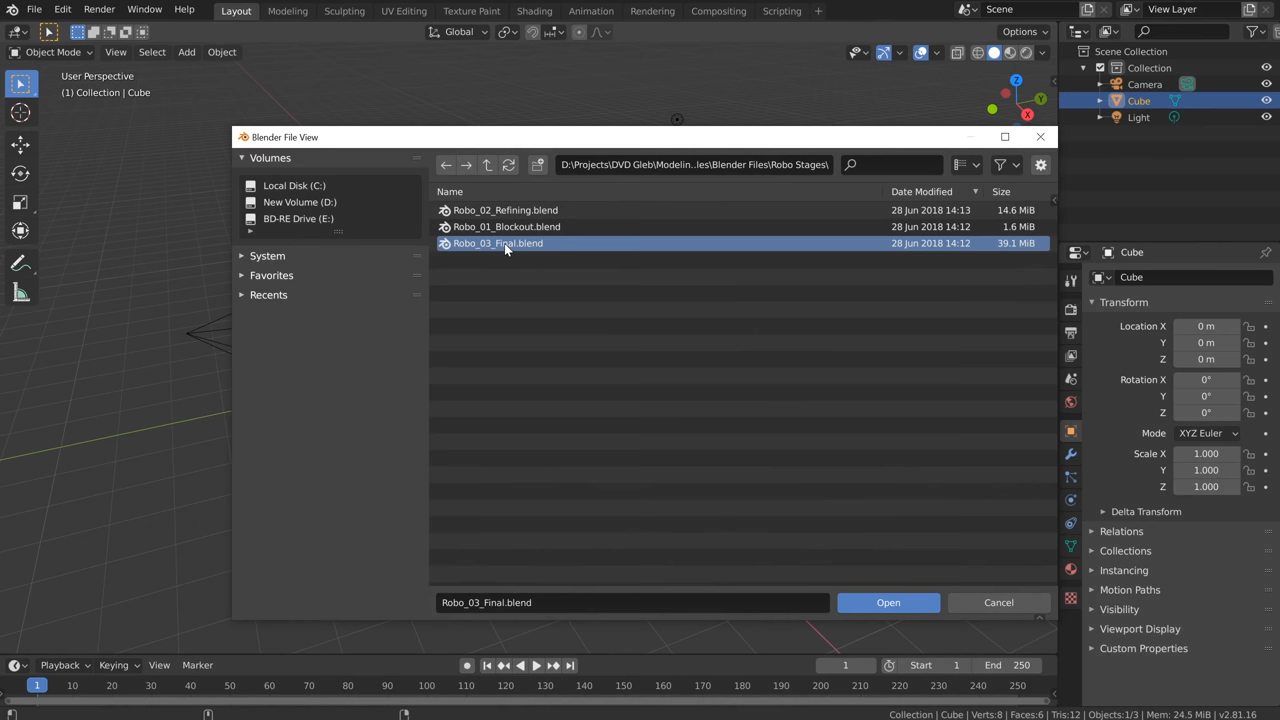 File Edit Render Window Help Layout Modeling Sculpting UV Editing Texture Paint Shading Animation Rendering Compositing Scripting + Scene View Layer
Global Options
Object Mode View Select Add Object
Scene Collection
User Perspective
(1) Collection | Cube
Collection
Camera
Cube
Light
Z
Y
X
Blender File View
Volumes
D:\Projects\DVD Gleb\Modelin..les\Blender Files\Robo Stages\
Local Disk (C:)
New Volume (D:)
BD-RE Drive (E:)
System
Favorites
Recents
Name Date Modified Size
Robo_02_Refining.blend 28 Jun 2018 14:13 14.6 MiB
Robo_01_Blockout.blend 28 Jun 2018 14:12 1.6 MiB
Robo_03_Final.blend 28 Jun 2018 14:12 39.1 MiB
Robo_03_Final.blend Open Cancel
Cube
Cube
Transform
Location X 0 m
Y 0 m
Z 0 m
Rotation X 0°
Y 0°
Z 0°
Mode XYZ Euler
Scale X 1.000
Y 1.000
Z 1.000
Delta Transform
Relations
Collections
Instancing
Motion Paths
Visibility
Viewport Display
Custom Properties
Playback Keying View Marker 1 Start 1 End 250
1 10 20 30 40 50 60 70 80 90 100 110 120 130 140 150 160 170 180 190 200 210 220 230 240 250
Collection | Cube | Verts:8 | Faces:6 | Tris:12 | Objects:1/3 | Mem: 24.5 MiB | v2.81.16